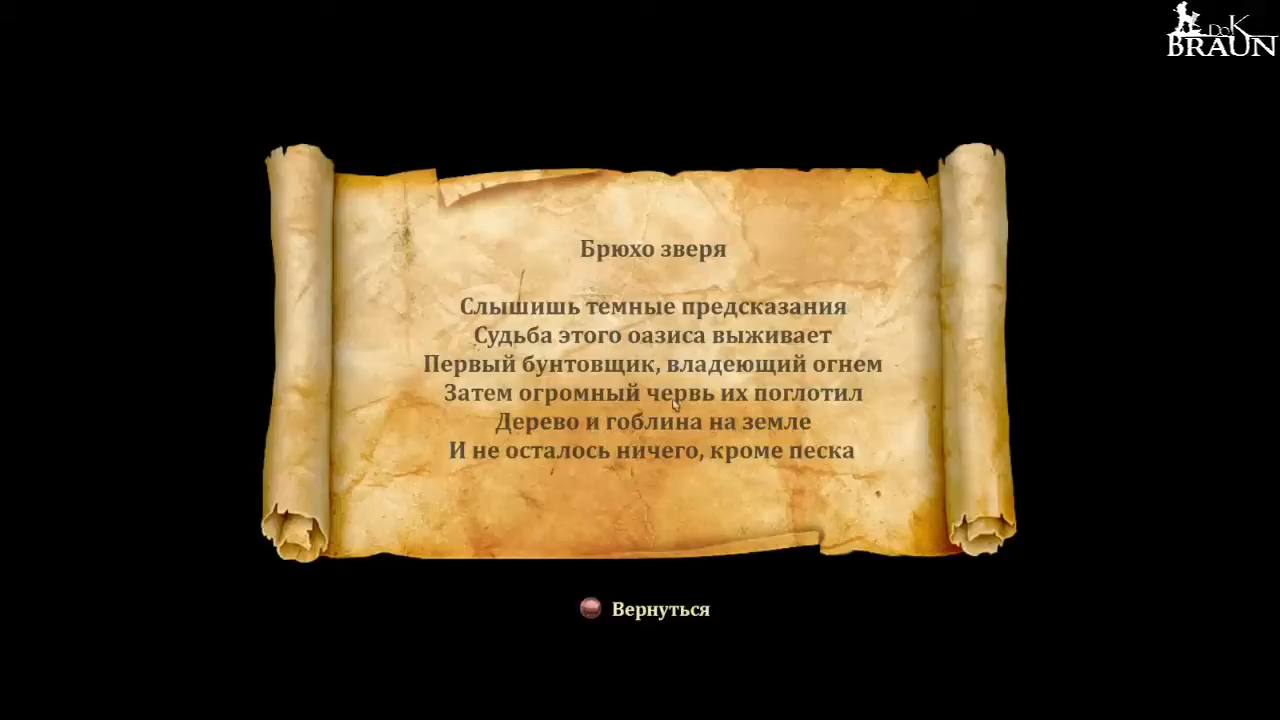 DoK
BRAUN
Брюхо зверя
Слышишь темные предсказания
Судьба этого оазиса выживает
Первый бунтовщик, владеющий огнем
Затем огромный червь их поглотил
Дерево и гоблина на земле
И не осталось ничего, кроме песка
Вернуться